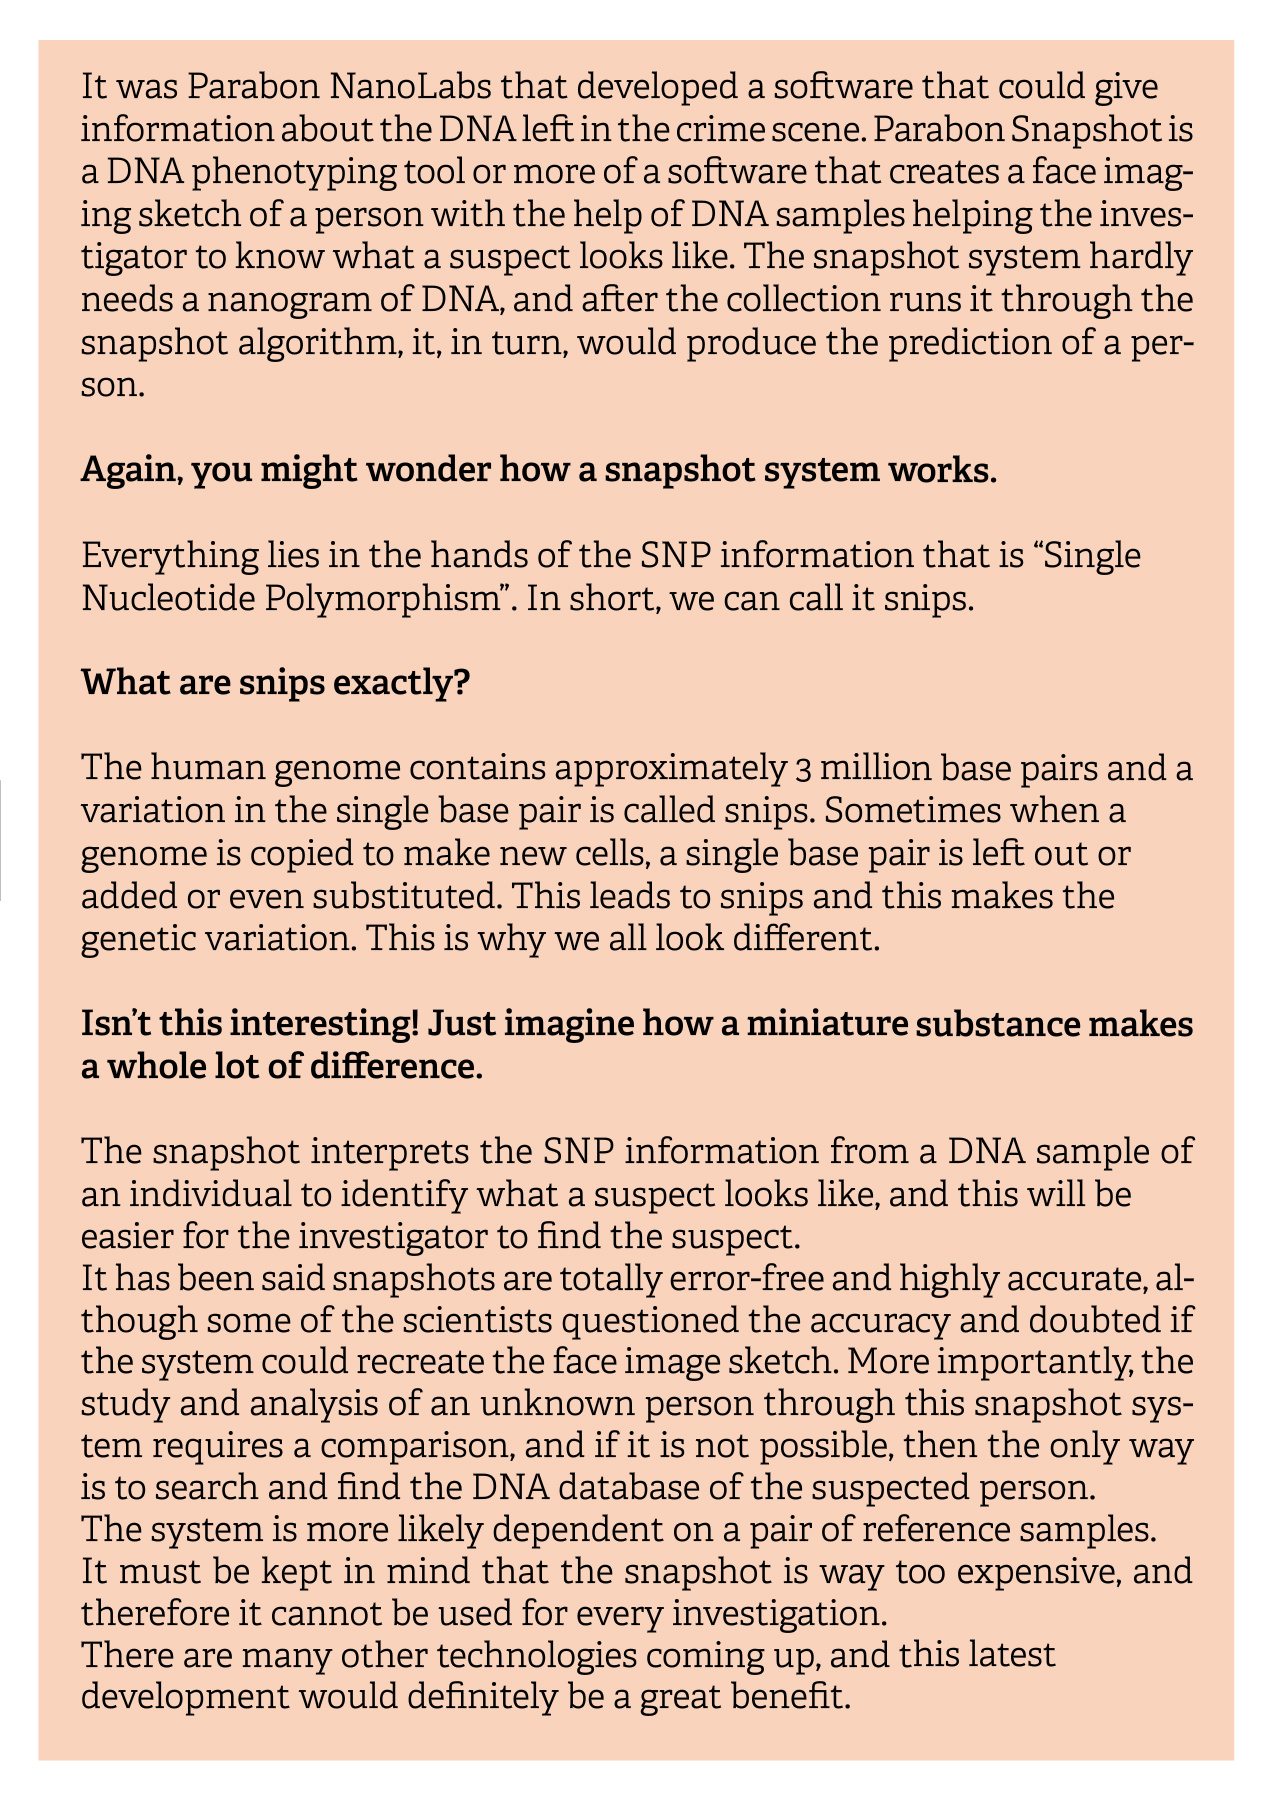 It was Parabon NanoLabs that developed a software that could give
information about the DNA left in the crime scene. Parabon Snapshot is
a DNA phenotyping tool or more of a software that creates a face imag-
ing sketch of a person with the help of DNA samples helping the inves-
tigator to know what a suspect looks like. The snapshot system hardly
needs a nanogram of DNA, and after the collection runs it through the
snapshot algorithm, it, in turn, would produce the prediction of a per-
son.
Again, you might wonder how a snapshot system works.
Everything lies in the hands of the SNP information that is “Single
Nucleotide Polymorphism”. In short, we can call it snips.
What are snips exactly?
The human genome contains approximately 3 million base pairs and a
variation in the single base pair is called snips. Sometimes when a
genome is copied to make new cells, a single base pair is left out or
added or even substituted. This leads to snips and this makes the
genetic variation. This is why we all look different.
Isn’t this interesting! Just imagine how a miniature substance makes
a whole lot of difference.
The snapshot interprets the SNP information from a DNA sample of
an individual to identify what a suspect looks like, and this will be
easier for the investigator to find the suspect.
It has been said snapshots are totally error-free and highly accurate, al-
though some of the scientists questioned the accuracy and doubted if
the system could recreate the face image sketch. More importantly, the
study and analysis of an unknown person through this snapshot sys-
tem requires a comparison, and if it is not possible, then the only way
is to search and find the DNA database of the suspected person.
The system is more likely dependent on a pair of reference samples.
It must be kept in mind that the snapshot is way too expensive, and
therefore it cannot be used for every investigation.
There are many other technologies coming up, and this latest
development would definitely be a great benefit.